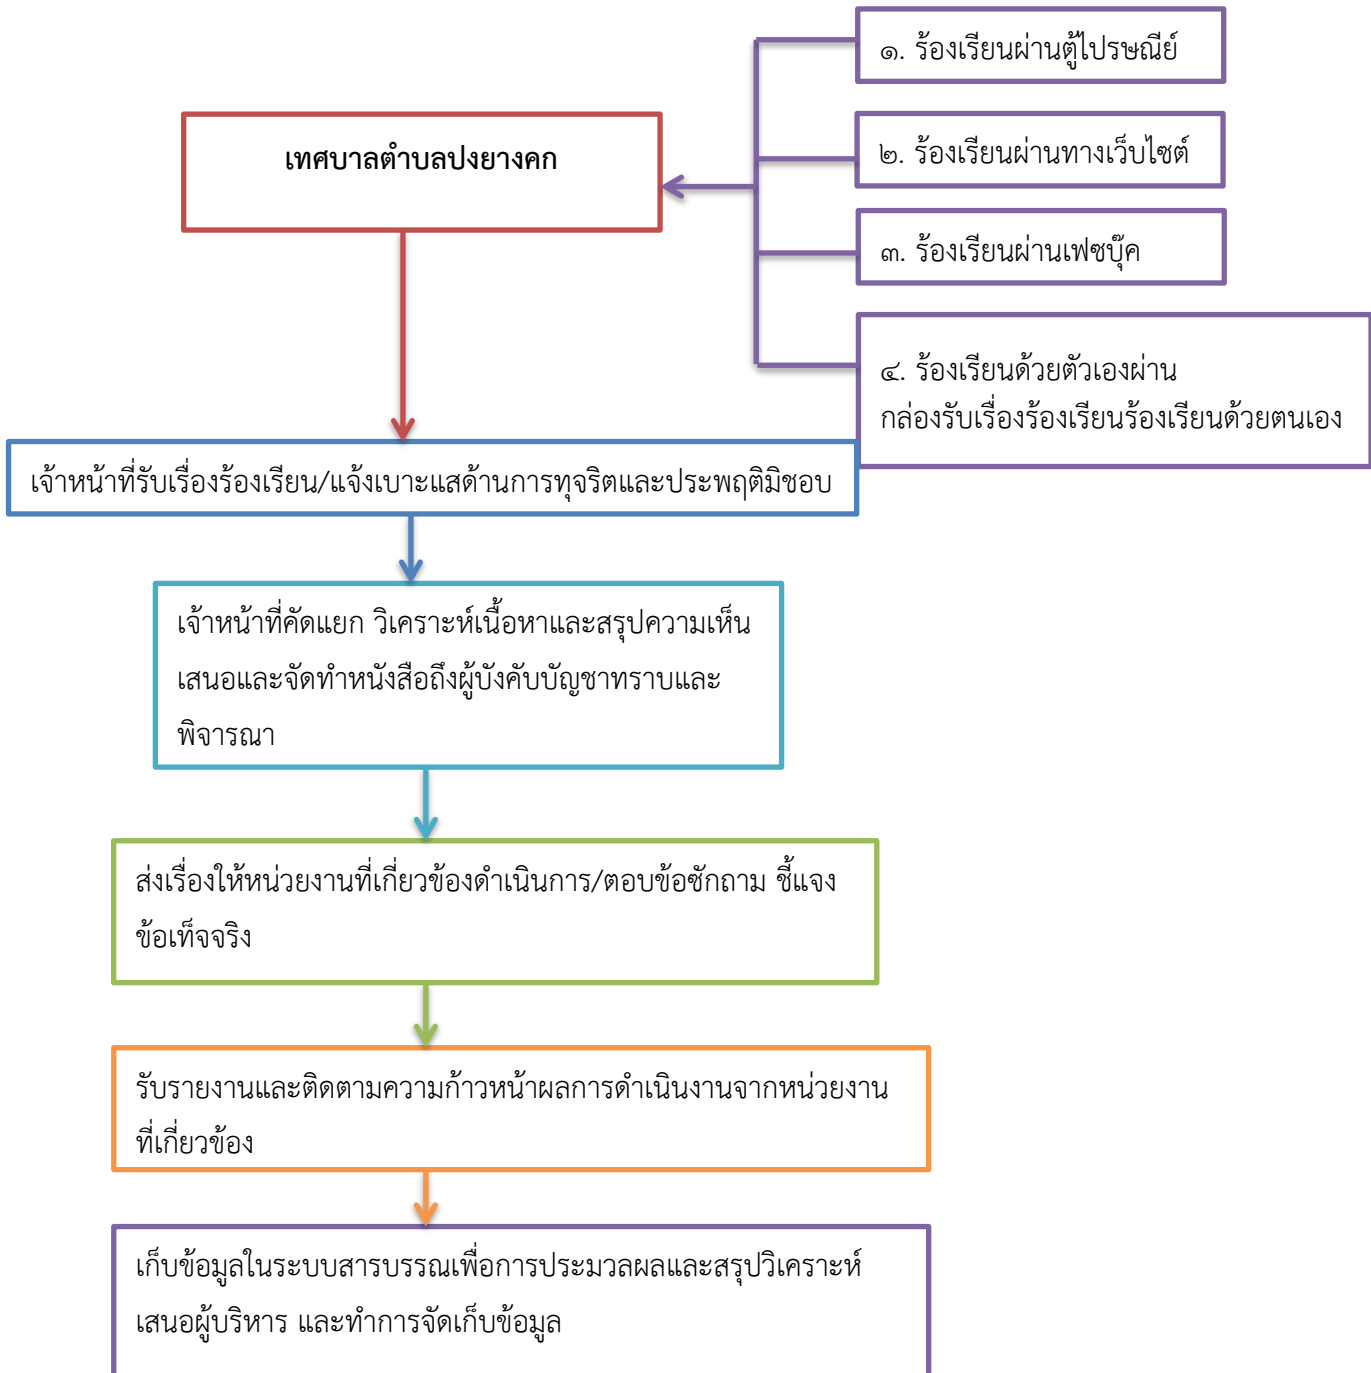 ๑. ร้องเรียนผ่านตู้ไปรษณีย์
เทศบาลตำบลปงยางคก
๒. ร้องเรียนผ่านทางเว็บไซต์
๓. ร้องเรียนผ่านเฟซบุ๊ค
๔. ร้องเรียนด้วยตัวเองผ่าน
กล่องรับเรื่องร้องเรียนร้องเรียนด้วยตนเอง
เจ้าหน้าที่รับเรื่องร้องเรียน/แจ้งเบาะแสด้านการทุจริตและประพฤติมิชอบ
เจ้าหน้าที่คัดแยก วิเคราะห์เนื้อหาและสรุปความเห็น
เสนอและจัดทำหนังสือถึงผู้บังคับบัญชาทราบและ
พิจารณา
ส่งเรื่องให้หน่วยงานที่เกี่ยวข้องดำเนินการ/ตอบข้อซักถาม ชี้แจง
ข้อเท็จจริง
รับรายงานและติดตามความก้าวหน้าผลการดำเนินงานจากหน่วยงาน
ที่เกี่ยวข้อง
เก็บข้อมูลในระบบสารบรรณเพื่อการประมวลผลและสรุปวิเคราะห์
เสนอผู้บริหาร และทำการจัดเก็บข้อมูล